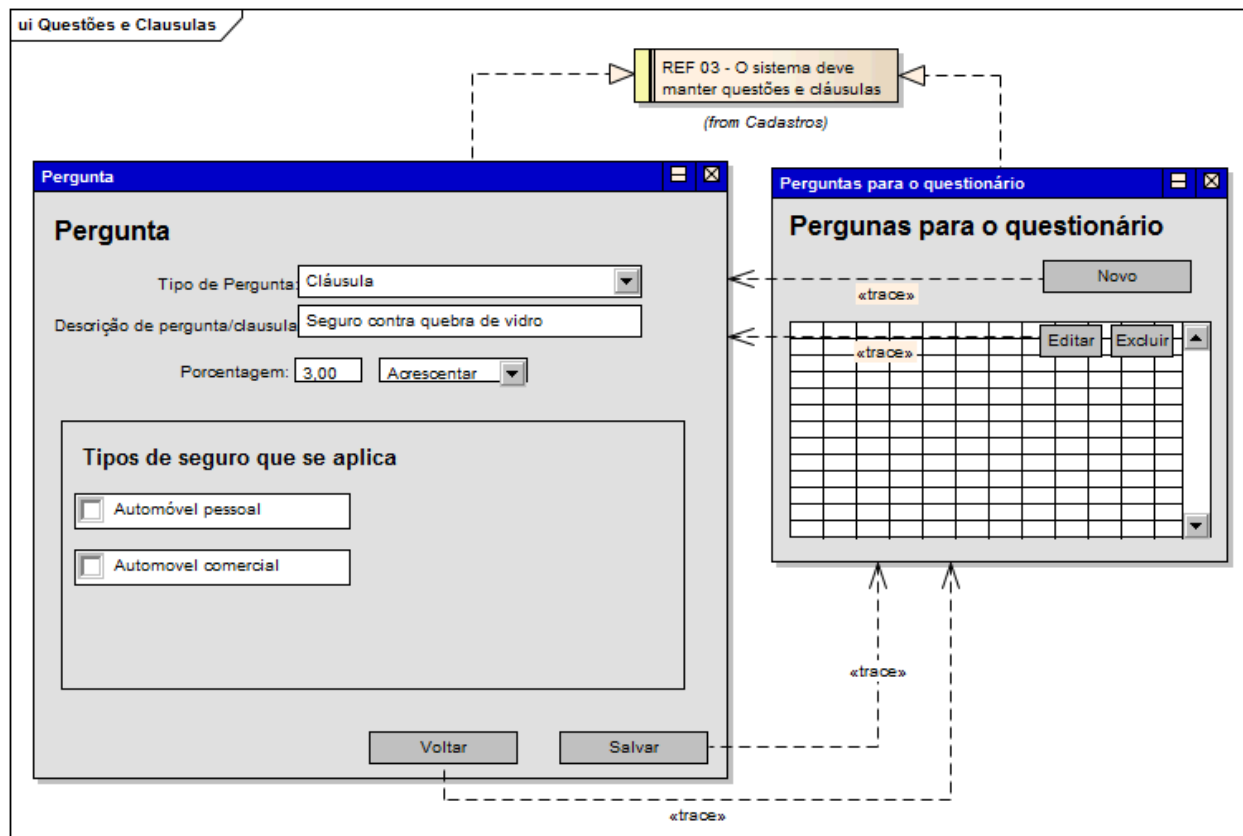 ui Questões e Clausulas
REF 03 - O sistema deve
manter questões e cláusulas
(from Cadastros)
Pergunta
Pergunta
Tipo de Pergunta:
Cláusula
Descrição de pergunta/clausula
Seguro contra quebra de vidro
Porcentagem:
3,00
Acrescentar
Tipos de seguro que se aplica
Automóvel pessoal
Automovel comercial
Voltar
Salvar
Perguntas para o questionário
Pergunas para o questionário
Novo
«trace»
Editar
Excluir
«trace»
«trace»
«trace»